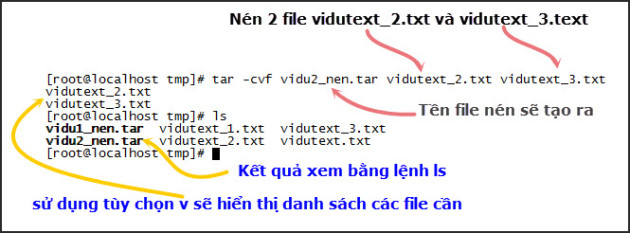 Nén 2 file vidutext_2.txt và vidutext_3.text
[root@localhost tmp]# tar -cvf vidu2_nen.tar vidutext_2.txt vidutext_3.txt
vidutext_2.txt
vidutext_3.txt
Tên file nén sẽ tạo ra
[root@localhost tmp]# ls
vidu1_nen.tar vidutext_1.txt vidutext_3.txt
vidu2_nen.tar vidutext_2.txt vidutext.txt
[root@localhost tmp]#
Kết quả xem bằng lệnh ls
sử dụng tùy chọn v sẽ hiển thị danh sách các file cần